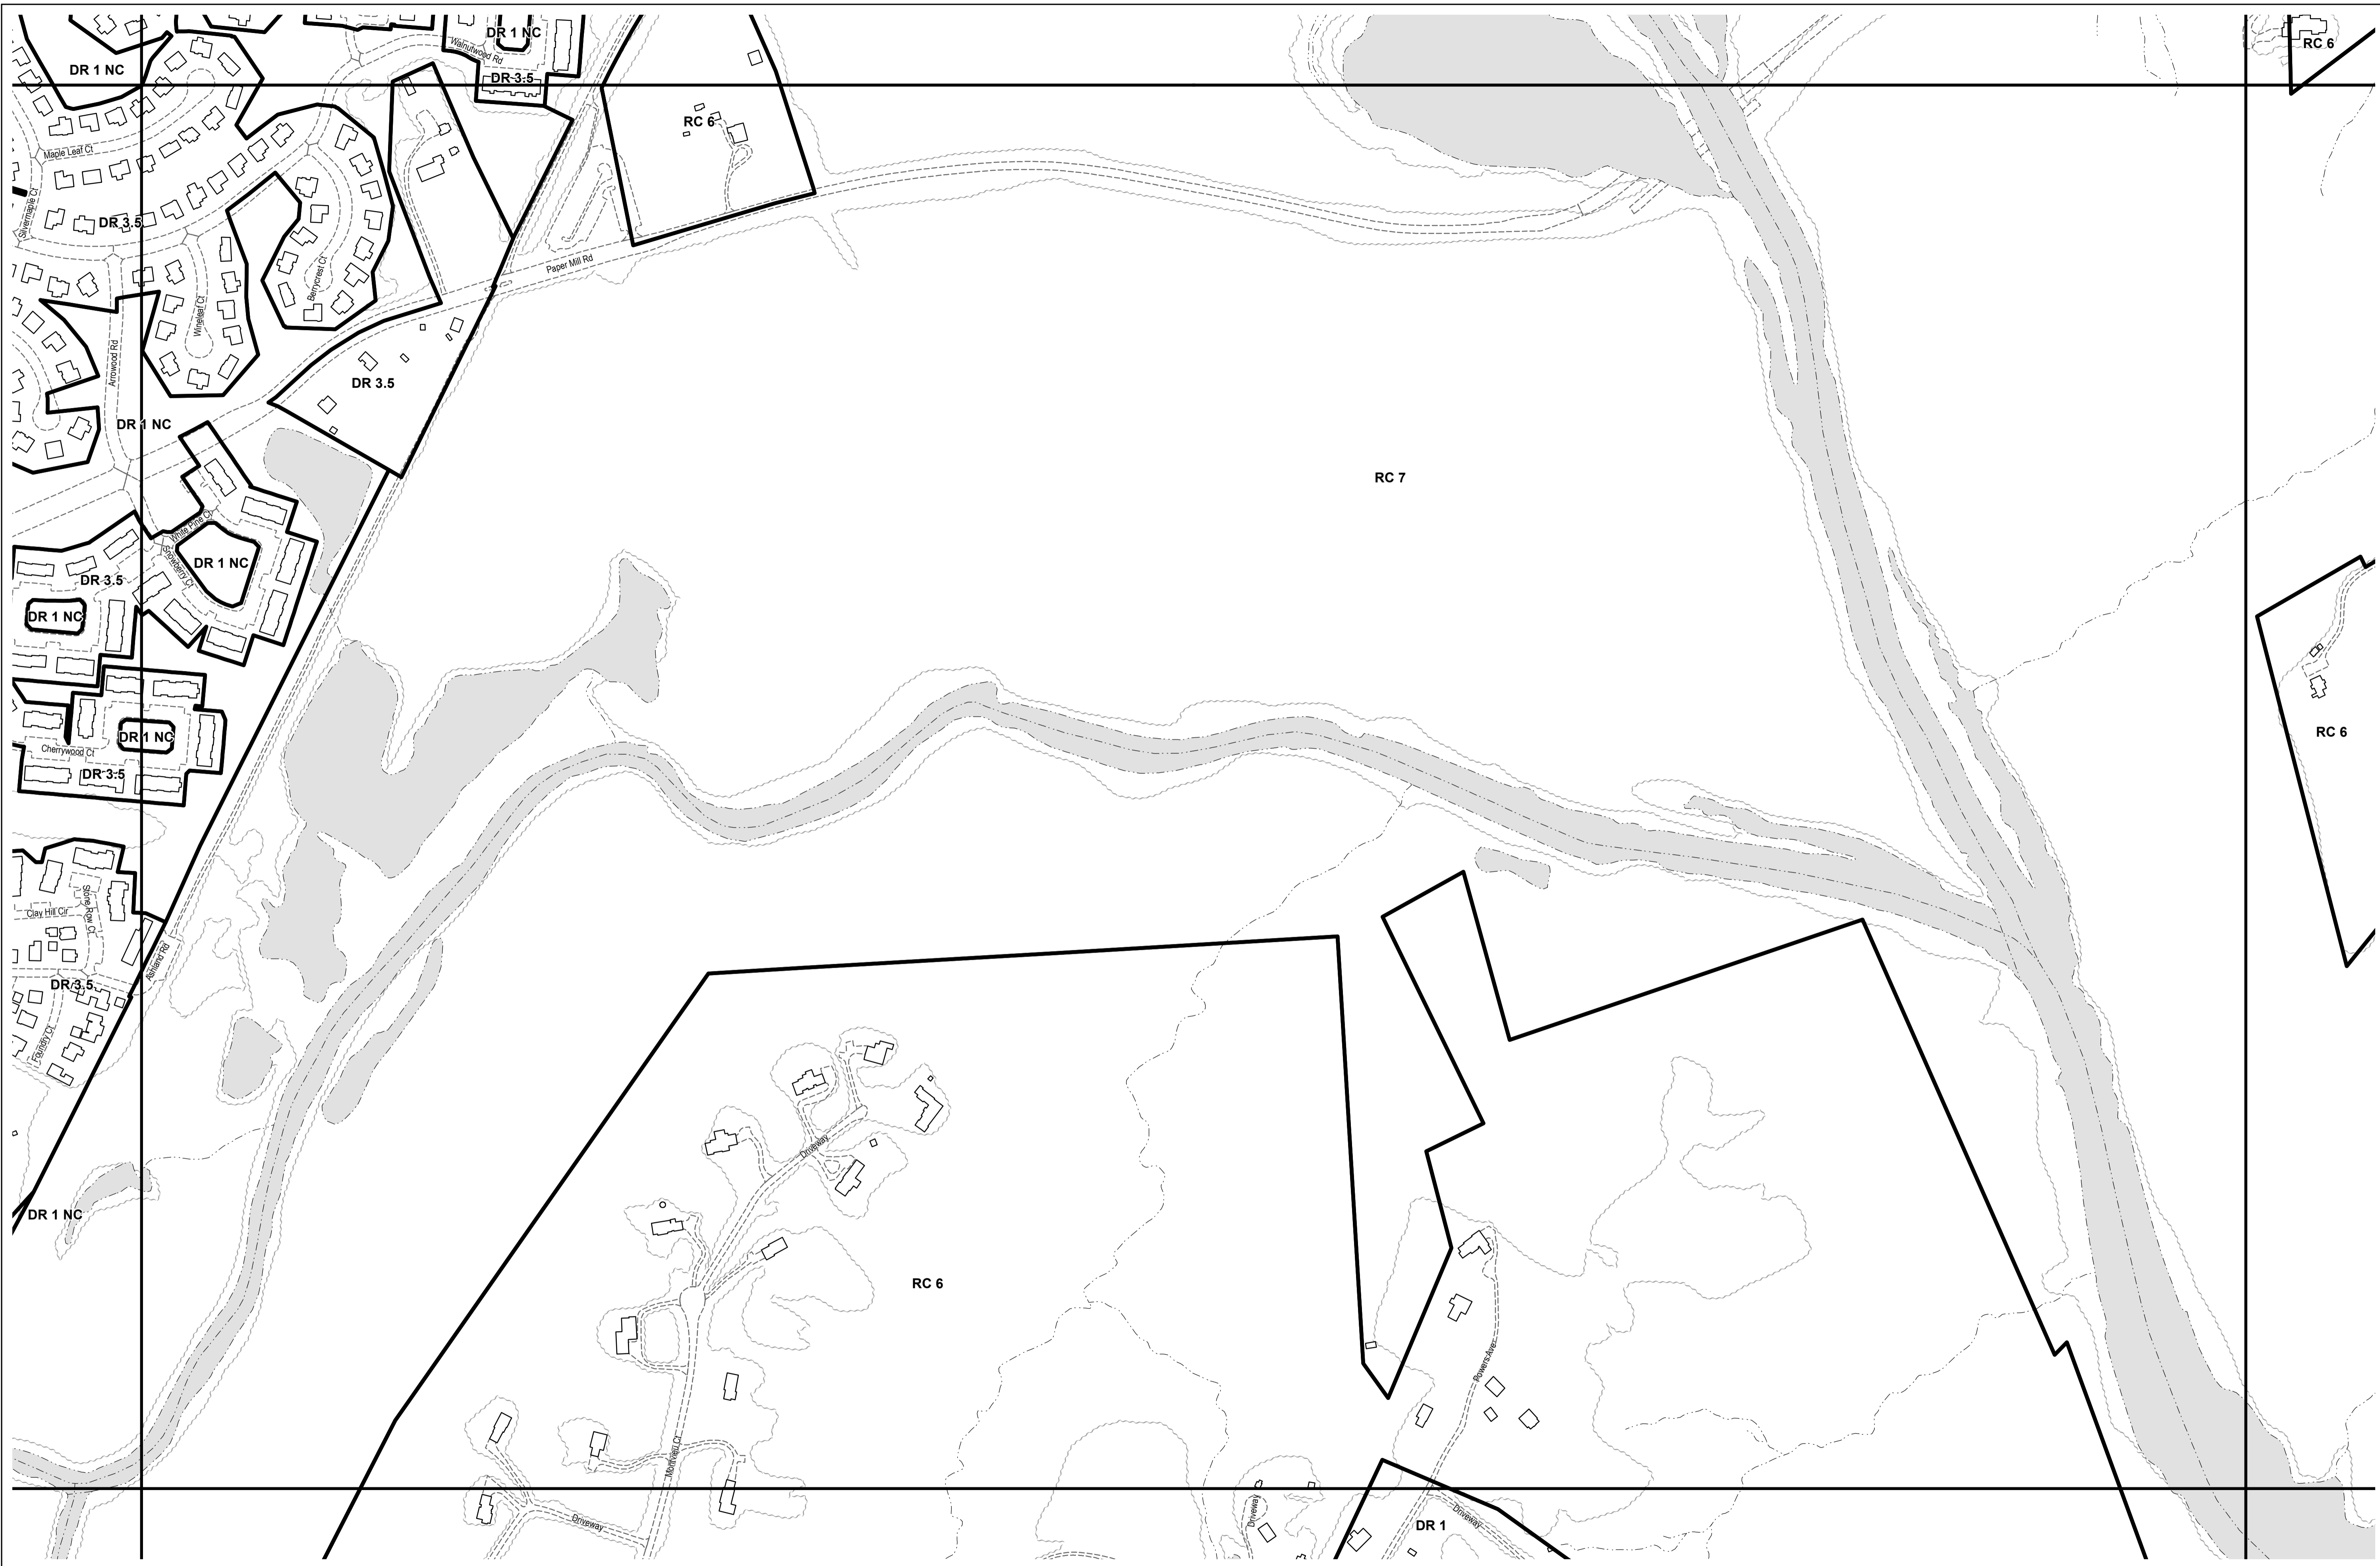 DR 1 NC
RC 6
DR 1 NC
Walnutwood Rd
DR 3.5
RC 6
Maple Leaf Ct
Silvermaple Ct
DR 3.5
Paper Mill Rd
Berrycrest Ct
Wineleaf Ct
Arrowood Rd
DR 3.5
DR 1 NC
RC 7
White Pine Ct
Snowberry Ct
DR 1 NC
DR 3.5
DR 1 NC
RC 6
DR 1 NC
Cherrywood Ct
DR 3.5
Clay Hill Cir
Stone Row Ct
Ashland Rd
DR 3.5
Foundry Ct
Driveway
DR 1 NC
RC 6
Powers Ave
Montvieu Ct
Driveway
Driveway
Driveway
DR 1